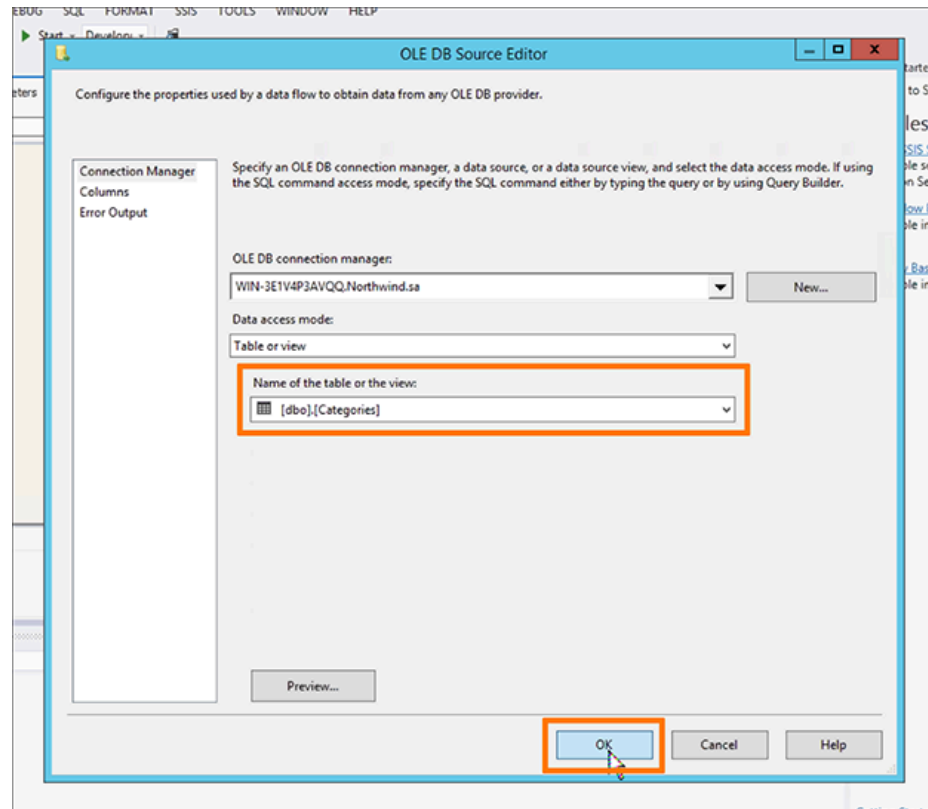 EBUG SQL FORMAT SSIS TOOLS WINDOW HELP
Start
OLE DB Source Editor
Configure the properties used by a data flow to obtain data from any OLE DB provider.
Connection Manager
Columns
Error Output
Specify an OLE DB connection manager, a data source, or a data source view, and select the data access mode. If using
the SQL command access mode, specify the SQL command either by typing the query or by using Query Builder.
OLE DB connection manager:
WIN-3E1V4P3AVQQ.Northwind.sa
New...
Data access mode:
Table or view
Name of the table or the view:
[dbo].[Categories]
Preview...
OK
Cancel
Help
eters
to S
les
SSIS